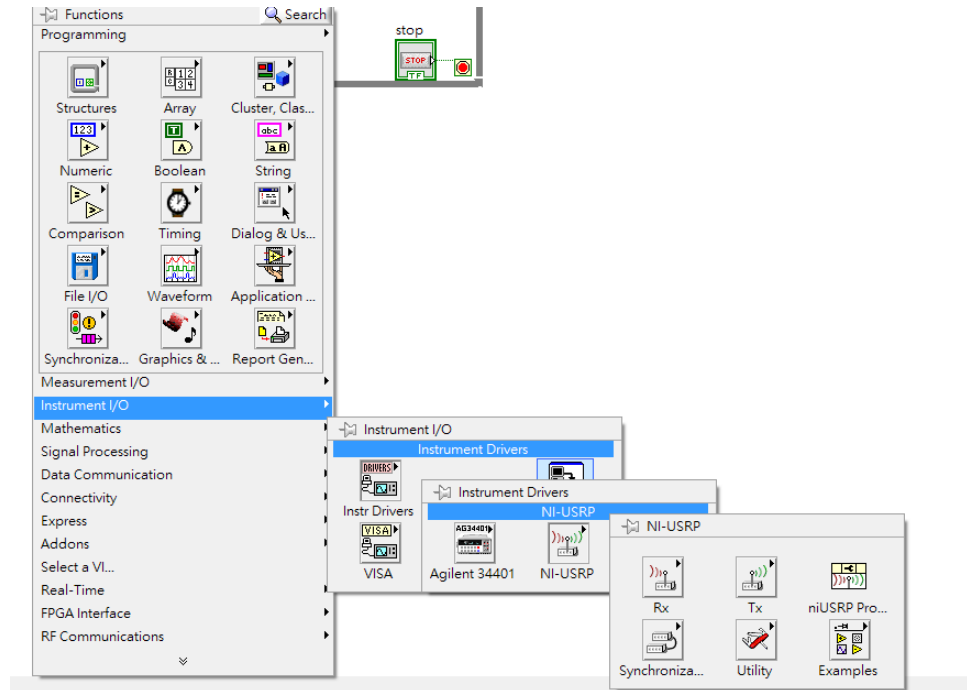 Functions
Search
Programming
stop
STOP
TF
Structures
Array
Cluster, Clas...
123
T
abc
A
a A
Numeric
Boolean
String
Comparison
Timing
Dialog & Us...
File I/O
Waveform
Application ...
Synchroniza...
Graphics & ...
Report Gen...
Measurement I/O
Instrument I/O
Mathematics
Signal Processing
Data Communication
Connectivity
Express
Addons
Select a VI...
Real-Time
FPGA Interface
RF Communications
Instrument I/O
Instrument Drivers
DRIVERS
Instr Drivers
VISA
VISA
Instrument Drivers
NI-USRP
AG34401
Agilent 34401
NI-USRP
NI-USRP
Rx
Tx
niUSRP Pro...
Synchroniza...
Utility
Examples